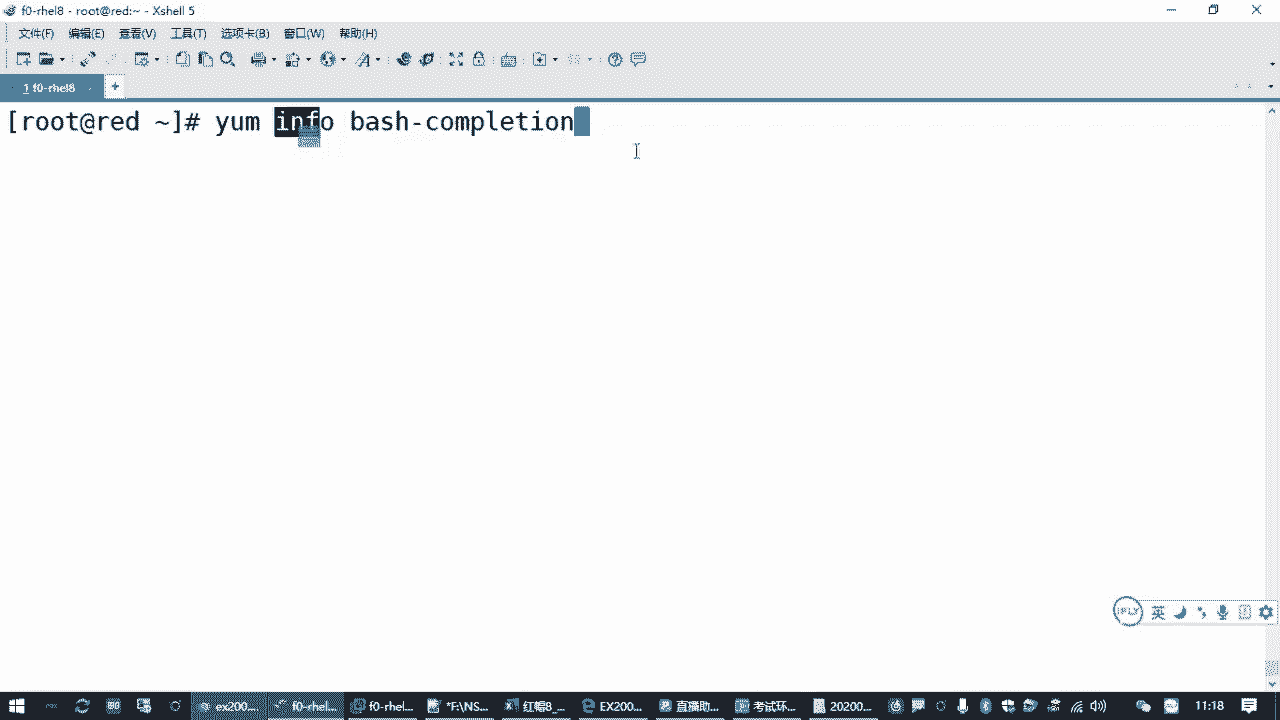 f0-rhel8 - root@red:~ - Xshell 5
文件(F) 编辑(E) 查看(V) 工具(T) 选项卡(B) 窗口(W) 帮助(H)
1 f0-rhel8
[root@red ~]# yum info bash-completion
iFLY 英
ex200... f0-rhel... f0-rhel... *F:\NS... 红帽8_... EX200... 直播助... 考试环... 20200... 11:18